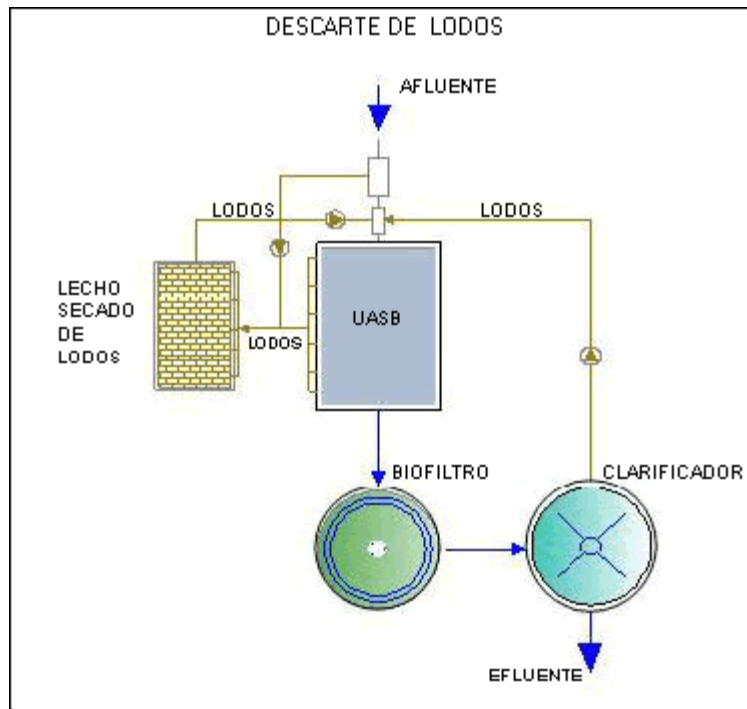 DESCARTE DE LODOS
AFLUENTE
LODOS
LODOS
LECHO
SECADO
DE
LODOS
UASB
LODOS
BIOFILTRO
CLARIFICADOR
EFLUENTE